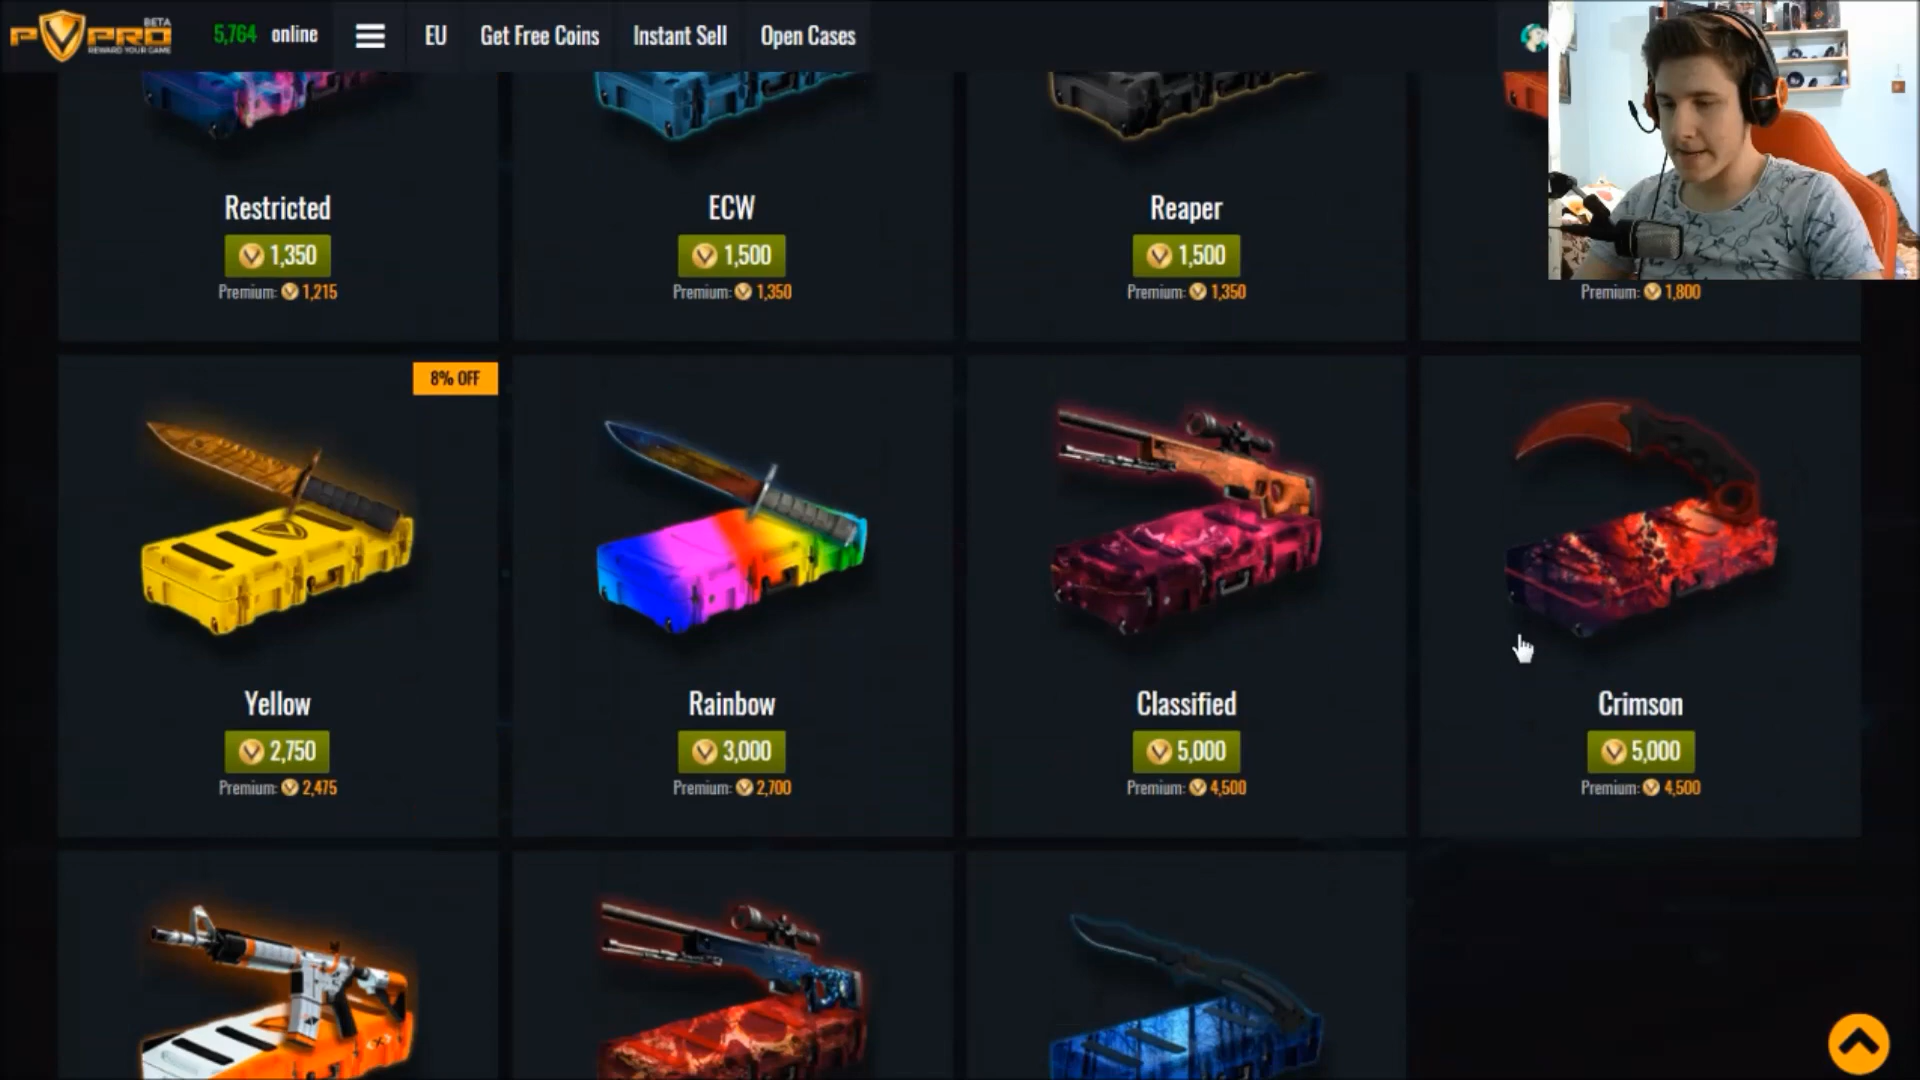 PVPRO
BETA
REWARD YOUR GAME
5,764 online
EU
Get Free Coins
Instant Sell
Open Cases
Restricted
1,350
Premium: 1,215
ECW
1,500
Premium: 1,350
Reaper
1,500
Premium: 1,350
Premium: 1,800
8% OFF
Yellow
2,750
Premium: 2,475
Rainbow
3,000
Premium: 2,700
Classified
5,000
Premium: 4,500
Crimson
5,000
Premium: 4,500